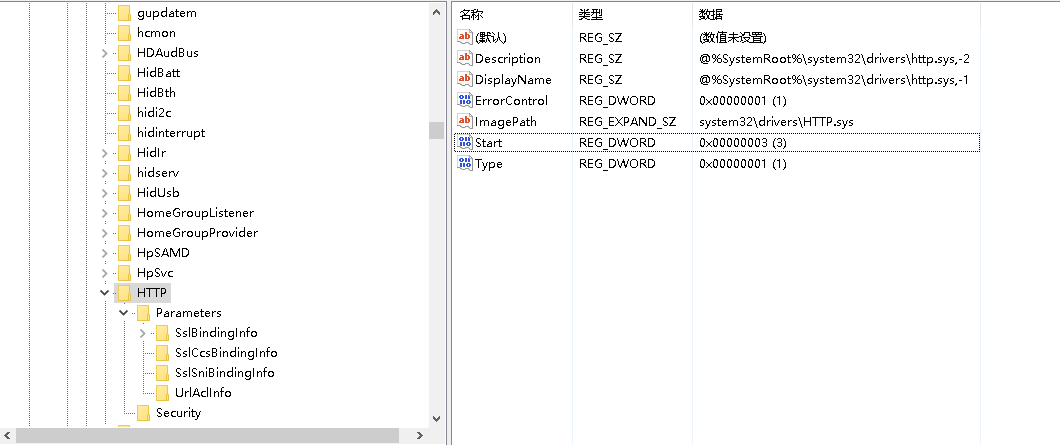 gupdatem
hcmon
HDAudBus
HidBatt
HidBth
hidi2c
hidinterrupt
HidIr
hidserv
HidUsb
HomeGroupListener
HomeGroupProvider
HpSAMD
HpSvc
HTTP
Parameters
SslBindingInfo
SslCcsBindingInfo
SslSniBindingInfo
UrlAclInfo
Security
名称 类型 数据
(默认) REG_SZ (数值未设置)
Description REG_SZ @%SystemRoot%\system32\drivers\http.sys,-2
DisplayName REG_SZ @%SystemRoot%\system32\drivers\http.sys,-1
ErrorControl REG_DWORD 0x00000001 (1)
ImagePath REG_EXPAND_SZ system32\drivers\HTTP.sys
Start REG_DWORD 0x00000003 (3)
Type REG_DWORD 0x00000001 (1)